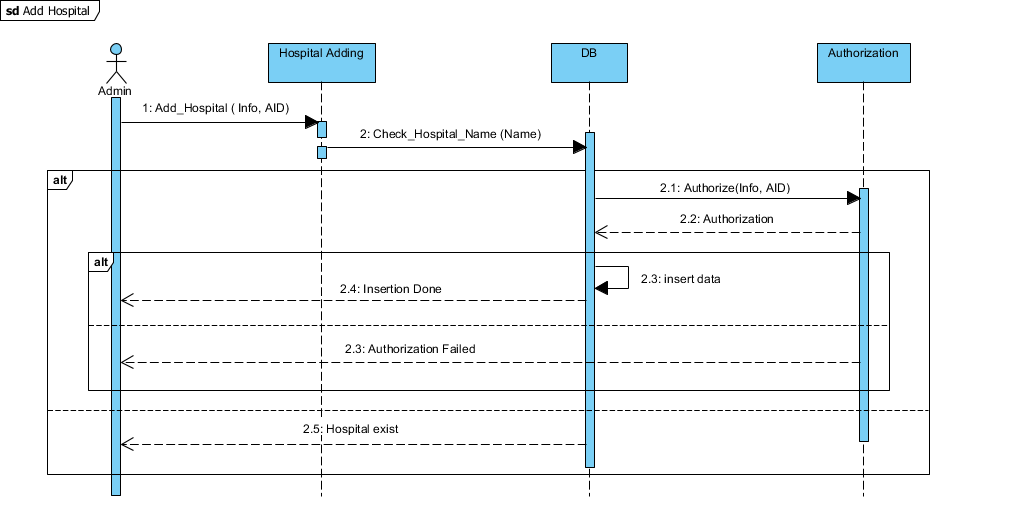 sd Add Hospital
Admin
Hospital Adding
DB
Authorization
1: Add_Hospital ( Info, AID)
2: Check_Hospital_Name (Name)
alt
2.1: Authorize(Info, AID)
2.2: Authorization
alt
2.3: insert data
2.4: Insertion Done
2.3: Authorization Failed
2.5: Hospital exist